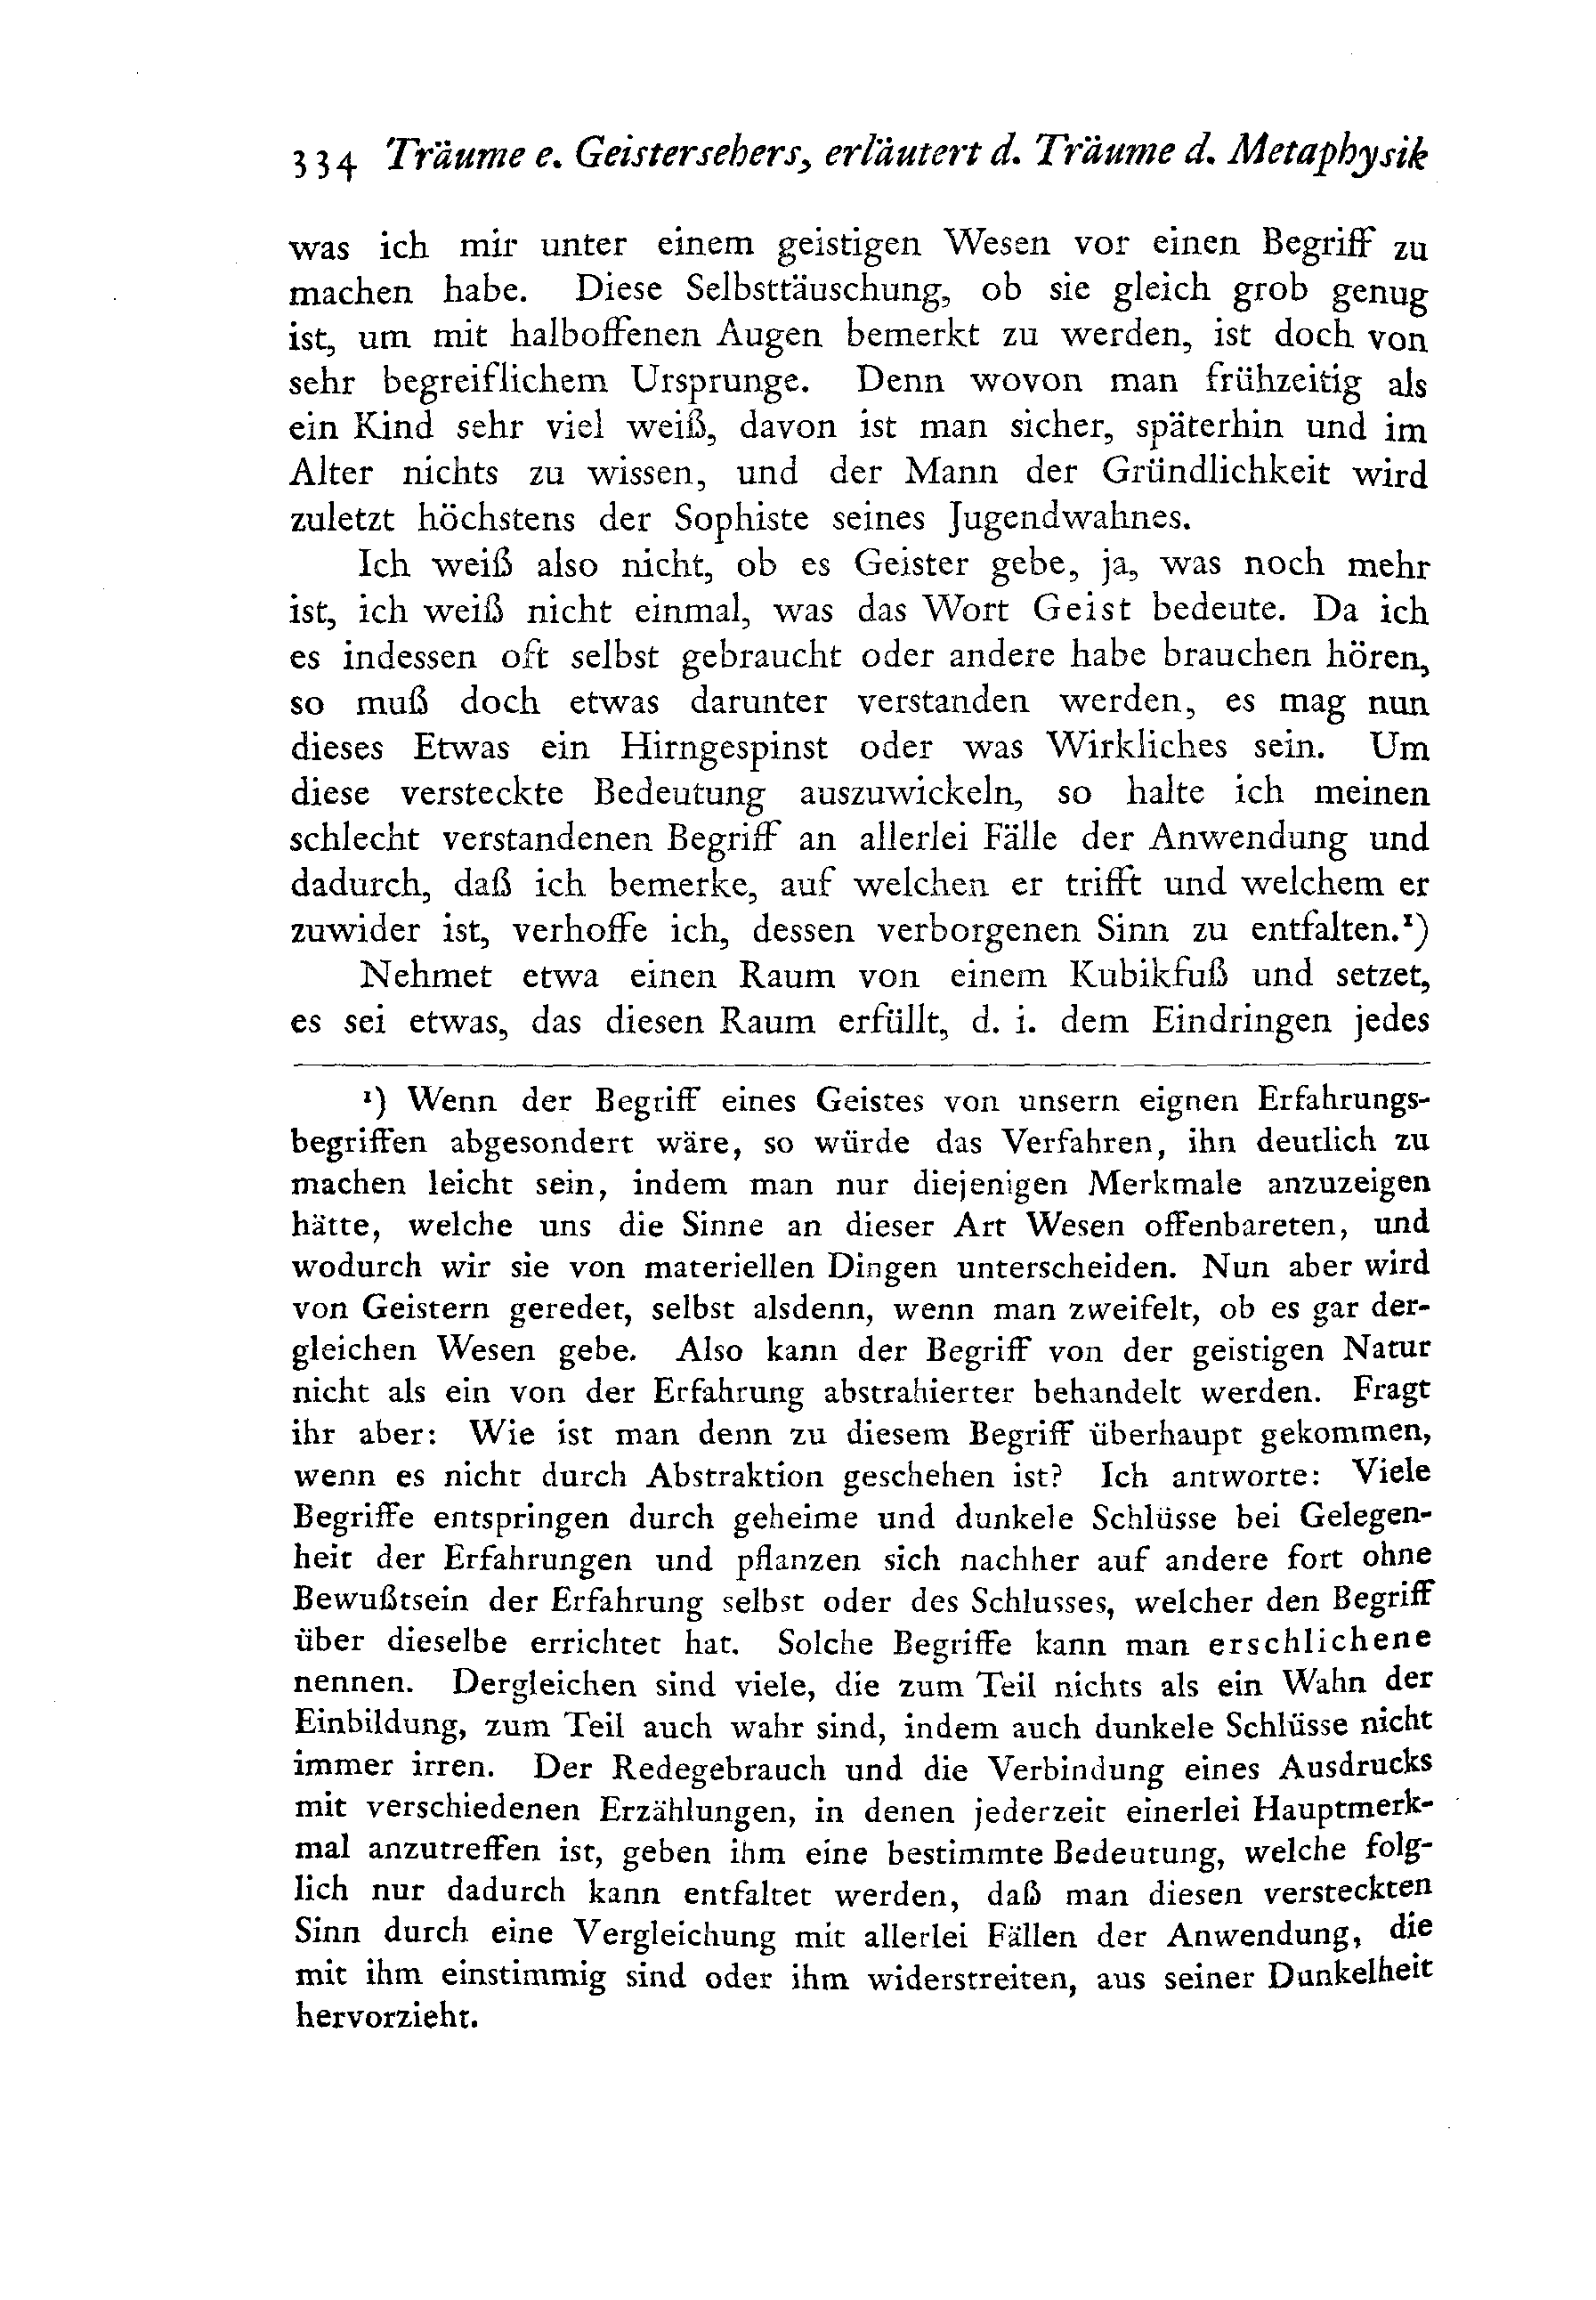 334 Träume e. Geistersehers, erläutert d. Träume d. Metaphysik
was ich mir unter einem geistigen Wesen vor einen Begriff zu
machen habe. Diese Selbsttäuschung, ob sie gleich grob genug
ist, um mit halboffenen Augen bemerkt zu werden, ist doch von
sehr begreiflichem Ursprunge. Denn wovon man frühzeitig als
ein Kind sehr viel weiß, davon ist man sicher, späterhin und im
Alter nichts zu wissen, und der Mann der Gründlichkeit wird
zuletzt höchstens der Sophiste seines Jugendwahnes.
Ich weiß also nicht, ob es Geister gebe, ja, was noch mehr
ist, ich weiß nicht einmal, was das Wort Geist bedeute. Da ich
es indessen oft selbst gebraucht oder andere habe brauchen hören,
so muß doch etwas darunter verstanden werden, es mag nun
dieses Etwas ein Hirngespinst oder was Wirkliches sein. Um
diese versteckte Bedeutung auszuwickeln, so halte ich meinen
schlecht verstandenen Begriff an allerlei Fälle der Anwendung und
dadurch, daß ich bemerke, auf welchen er trifft und welchem er
zuwider ist, verhoffe ich, dessen verborgenen Sinn zu entfalten.¹)
Nehmet etwa einen Raum von einem Kubikfuß und setzet,
es sei etwas, das diesen Raum erfüllt, d. i. dem Eindringen jedes
¹) Wenn der Begriff eines Geistes von unsern eignen Erfahrungs-
begriffen abgesondert wäre, so würde das Verfahren, ihn deutlich zu
machen leicht sein, indem man nur diejenigen Merkmale anzuzeigen
hätte, welche uns die Sinne an dieser Art Wesen offenbareten, und
wodurch wir sie von materiellen Dingen unterscheiden. Nun aber wird
von Geistern geredet, selbst alsdenn, wenn man zweifelt, ob es gar der-
gleichen Wesen gebe. Also kann der Begriff von der geistigen Natur
nicht als ein von der Erfahrung abstrahierter behandelt werden. Fragt
ihr aber: Wie ist man denn zu diesem Begriff überhaupt gekommen,
wenn es nicht durch Abstraktion geschehen ist? Ich antworte: Viele
Begriffe entspringen durch geheime und dunkele Schlüsse bei Gelegen-
heit der Erfahrungen und pflanzen sich nachher auf andere fort ohne
Bewußtsein der Erfahrung selbst oder des Schlusses, welcher den Begriff
über dieselbe errichtet hat. Solche Begriffe kann man erschlichene
nennen. Dergleichen sind viele, die zum Teil nichts als ein Wahn der
Einbildung, zum Teil auch wahr sind, indem auch dunkele Schlüsse nicht
immer irren. Der Redegebrauch und die Verbindung eines Ausdrucks
mit verschiedenen Erzählungen, in denen jederzeit einerlei Hauptmerk-
mal anzutreffen ist, geben ihm eine bestimmte Bedeutung, welche folg-
lich nur dadurch kann entfaltet werden, daß man diesen versteckten
Sinn durch eine Vergleichung mit allerlei Fällen der Anwendung, die
mit ihm einstimmig sind oder ihm widerstreiten, aus seiner Dunkelheit
hervorzieht.